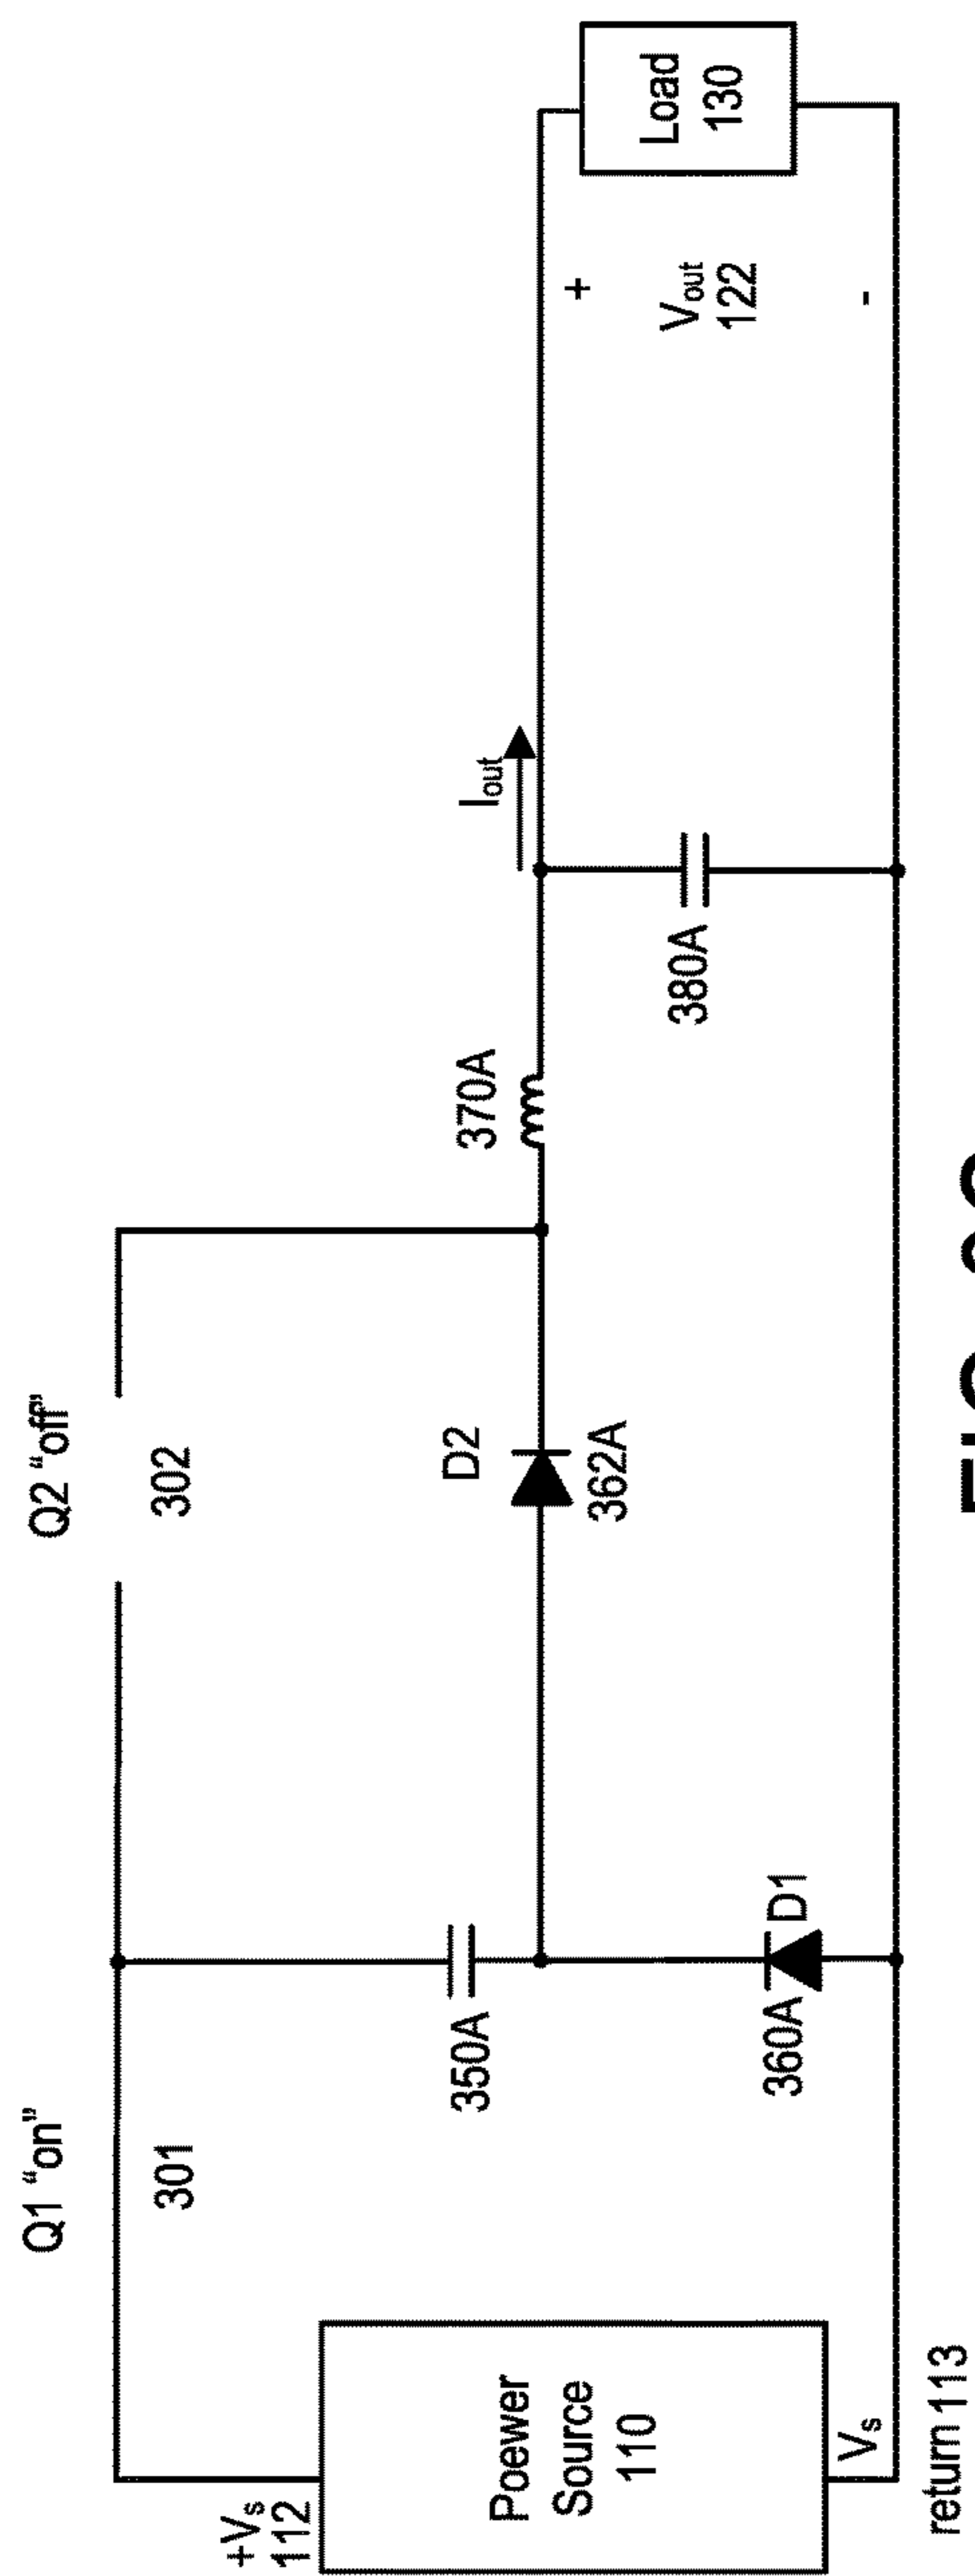 Q1 “on”
301
Q2 “off”
302
+Vs
112
Poewer
Source
110
Vs
return 113
350A
360A
D1
D2
362A
370A
Iout
380A
+
Vout
122
-
Load
130